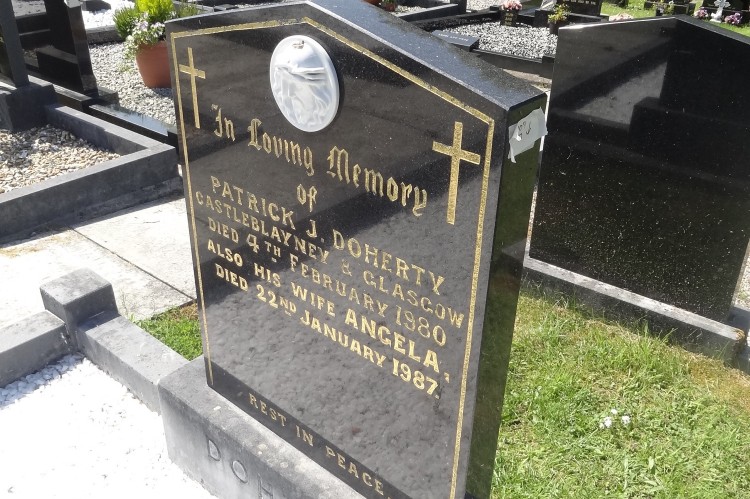 In Loving Memory
of
PATRICK J. DOHERTY
CASTLEBLAYNEY & GLASGOW
DIED 4TH FEBRUARY 1980
ALSO HIS WIFE ANGELA,
DIED 22ND JANUARY 1987.
REST IN PEACE
DOH